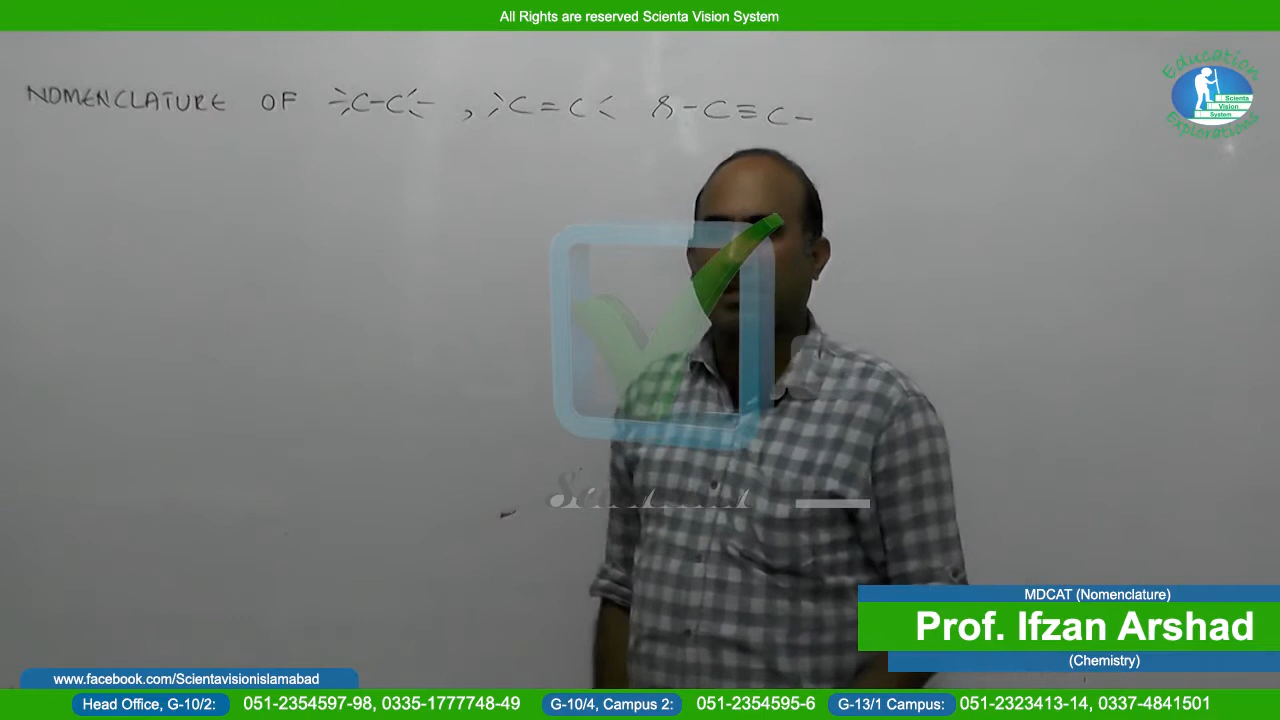 All Rights are reserved Scienta Vision System
NOMENCLATURE OF -C-C- , >C=C< & -C≡C-
Education
Scienta
Vision
System
Explorations
MDCAT (Nomenclature)
Prof. Ifzan Arshad
(Chemistry)
www.facebook.com/Scientavisionislamabad
Head Office, G-10/2: 051-2354597-98, 0335-1777748-49 G-10/4, Campus 2: 051-2354595-6 G-13/1 Campus: 051-2323413-14, 0337-4841501